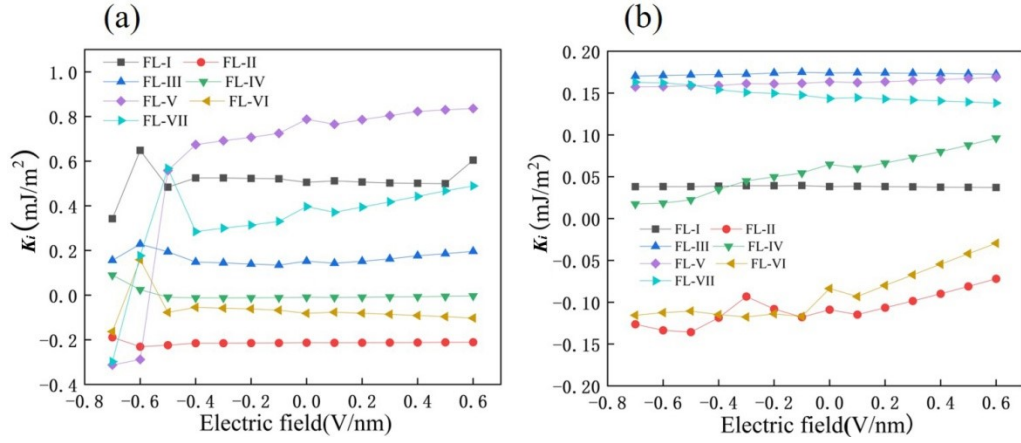 (a)
1.0
0.8
0.6
0.4
0.2
0.0
−0.2
−0.4
Ki (mJ/m²)
FL-I FL-II
FL-III FL-IV
FL-V FL-VI
FL-VII
−0.8 −0.6 −0.4 −0.2 0.0 0.2 0.4 0.6
Electric field(V/nm)
(b)
0.20
0.15
0.10
0.05
0.00
−0.05
−0.10
−0.15
−0.20
Ki (mJ/m²)
FL-I FL-II
FL-III FL-IV
FL-V FL-VI
FL-VII
−0.8 −0.6 −0.4 −0.2 0.0 0.2 0.4 0.6
Electric field(V/nm)